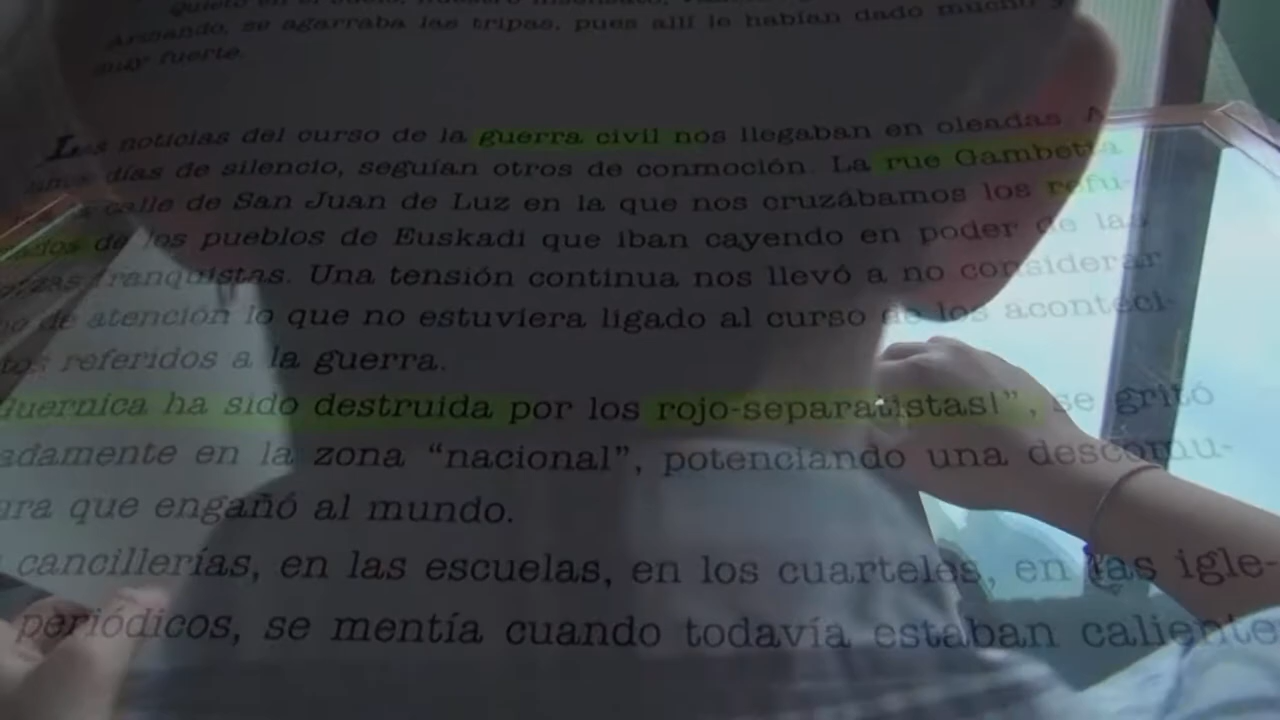 Armando, se agarraba las tripas, pues allí le habían dado mucho y
muy fuerte.
Las noticias del curso de la guerra civil nos llegaban en oleadas. A
unos días de silencio, seguían otros de conmoción. La rue Gambetta
calle de San Juan de Luz en la que nos cruzábamos los refu-
de los pueblos de Euskadi que iban cayendo en poder de las
franquistas. Una tensión continua nos llevó a no considerar
de atención lo que no estuviera ligado al curso de los aconteci-
tos referidos a la guerra.
Guernica ha sido destruida por los rojo-separatistas!”, se gritó
adamente en la zona “nacional”, potenciando una descomu-
ara que engañó al mundo.
cancillerías, en las escuelas, en los cuarteles, en las igle-
periódicos, se mentía cuando todavía estaban caliente